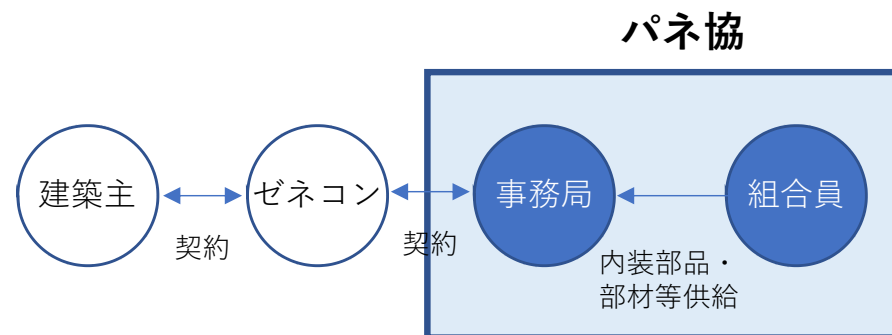 パネ協
建築主
ゼネコン
事務局
組合員
契約
契約
内装部品・
部材等供給